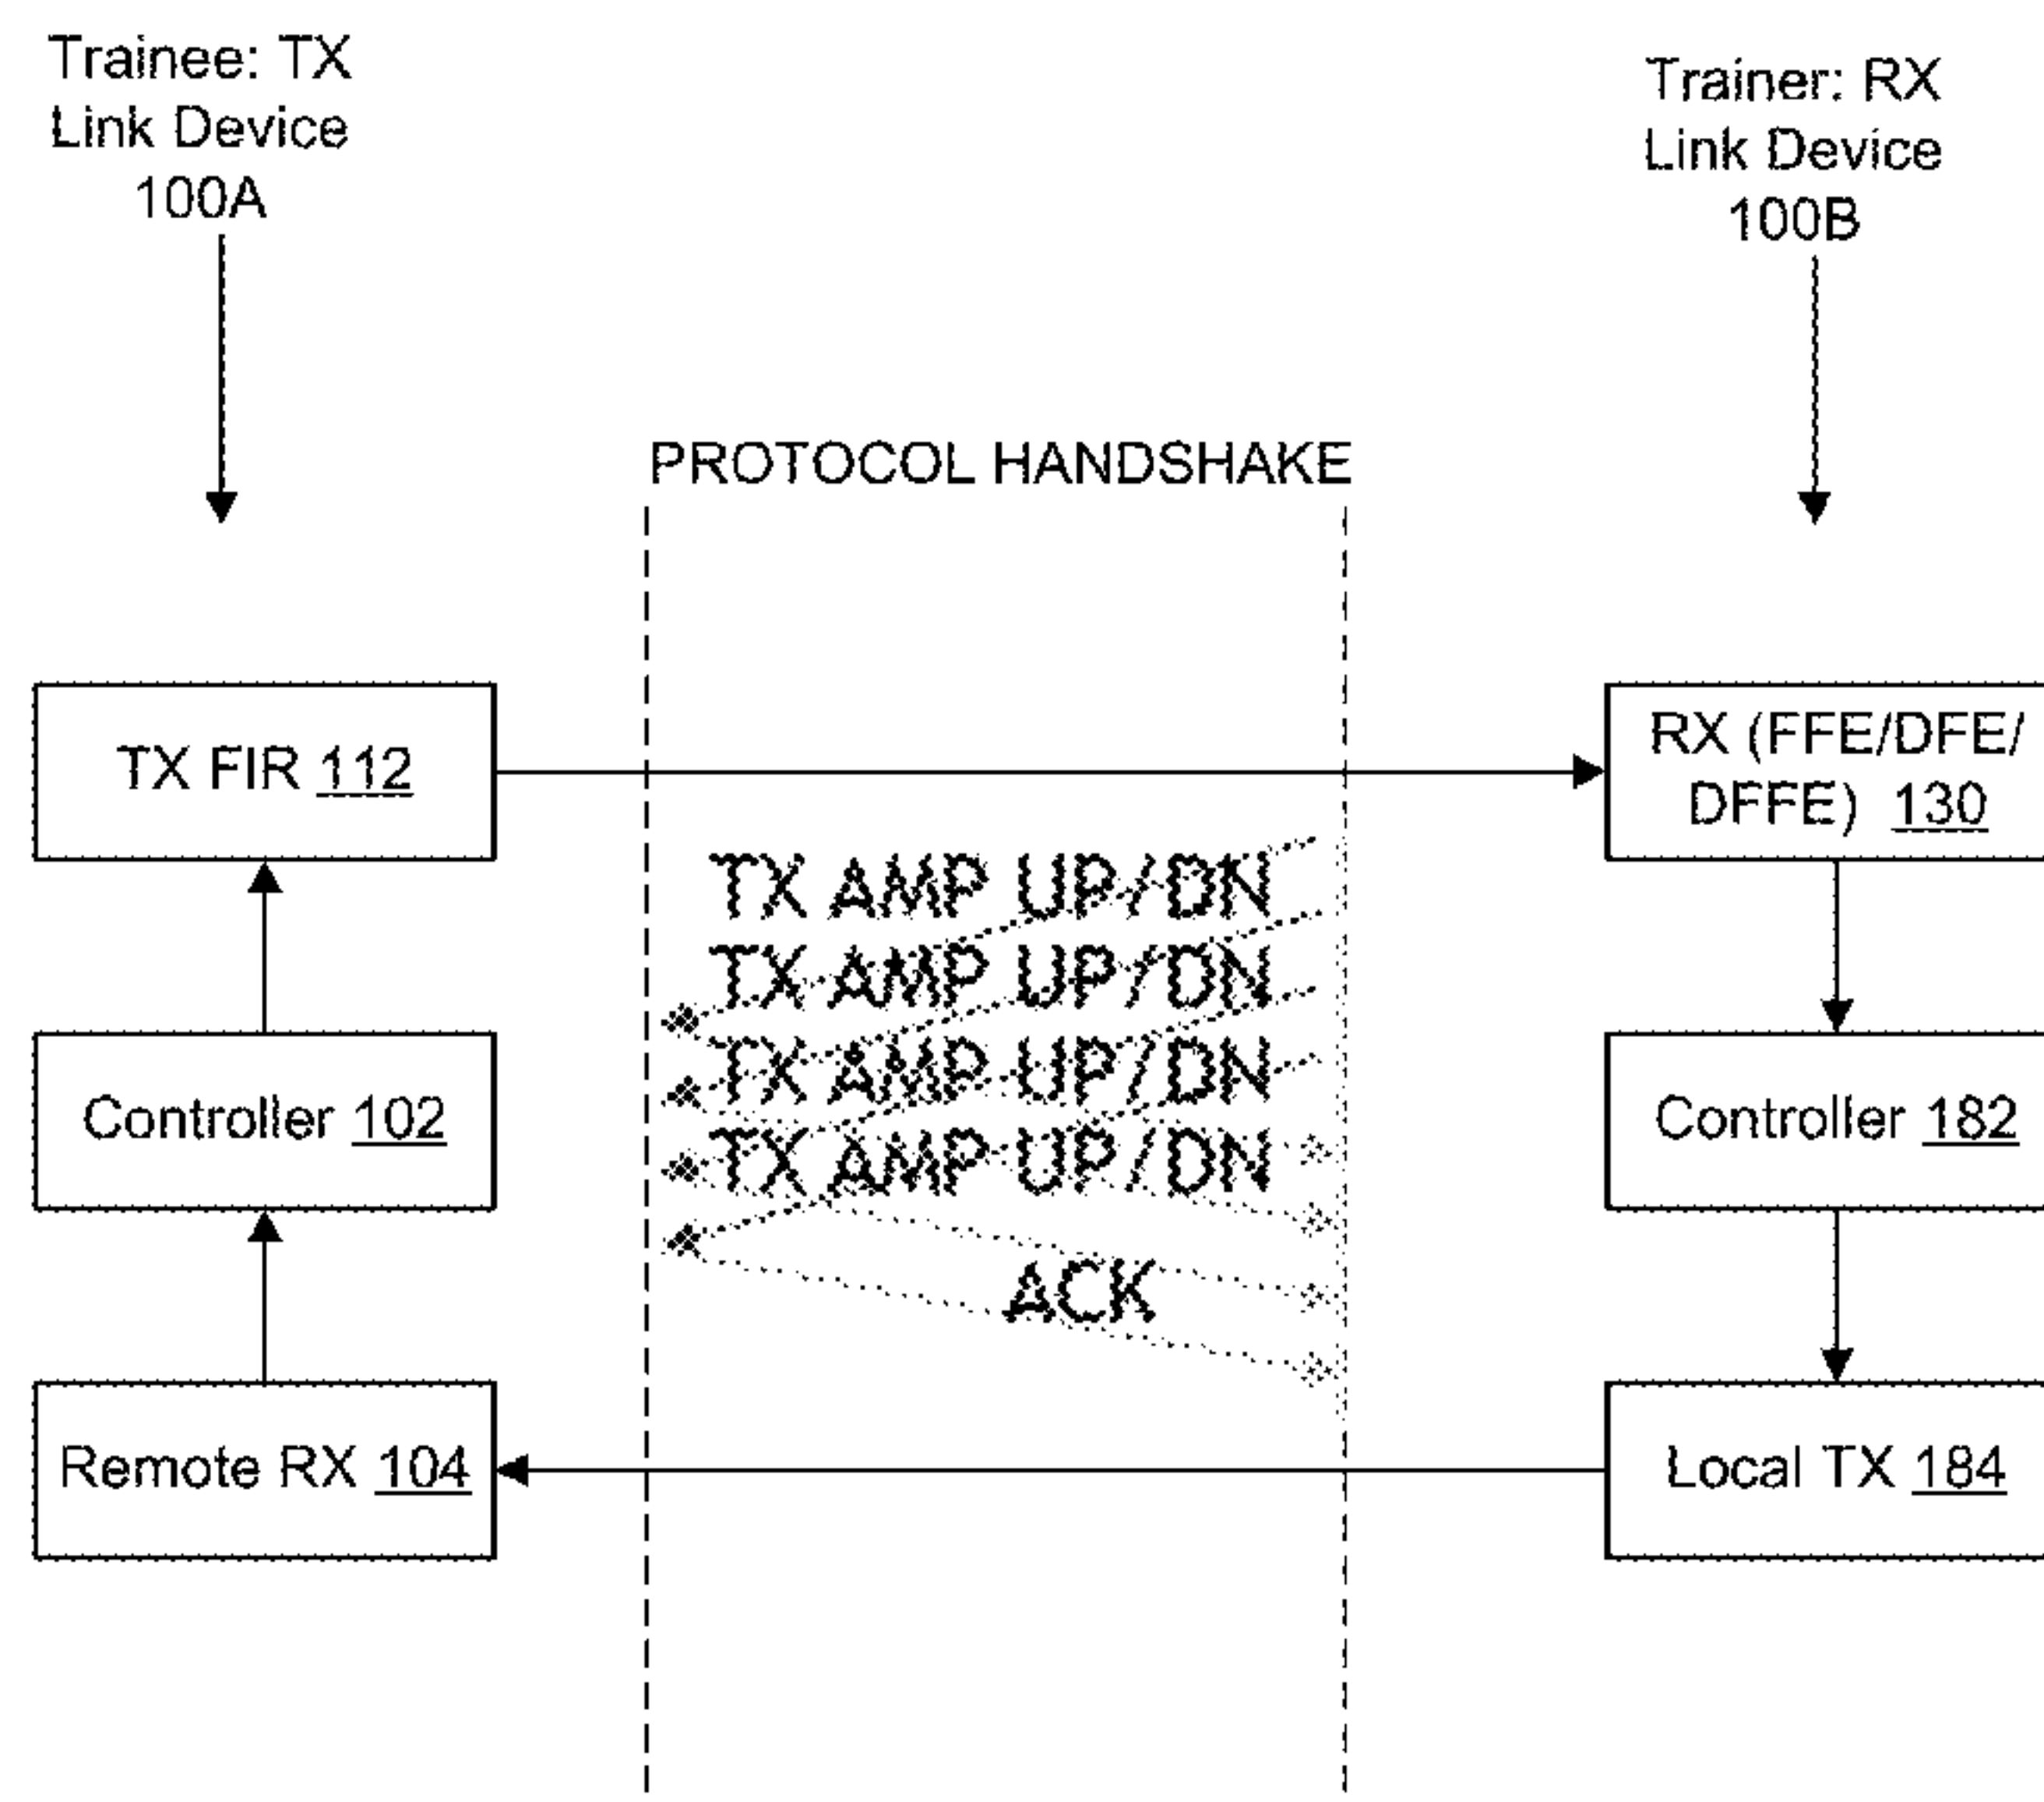 Trainee: TX
Link Device
100A
Trainer: RX
Link Device
100B
PROTOCOL HANDSHAKE
TX FIR 112
RX (FFE/DFE/
DFFE) 130
TX AMP UP/DN
TX AMP UP/DN
TX AMP UP/DN
TX AMP UP/DN
Controller 102
Controller 182
ACK
Remote RX 104
Local TX 184